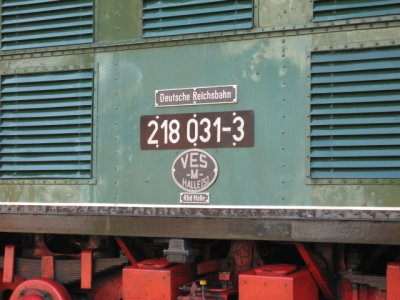 Deutsche Reichsbahn
218 031-3
VES
-M-
HALLE(S)
Rbd Halle